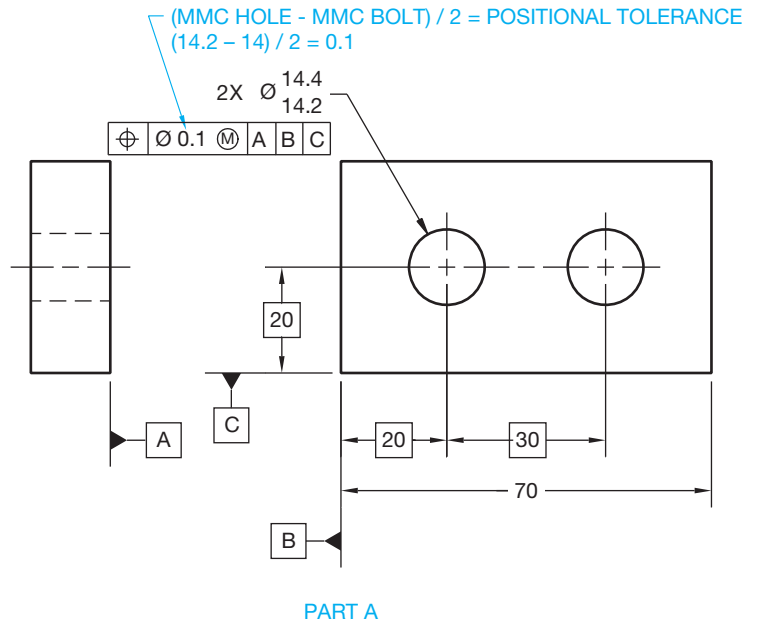 (MMC HOLE - MMC BOLT) / 2 = POSITIONAL TOLERANCE
(14.2 – 14) / 2 = 0.1
2X Ø 14.4
14.2
⌖ Ø 0.1 Ⓜ A B C
20
C
A
20
30
70
B
PART A